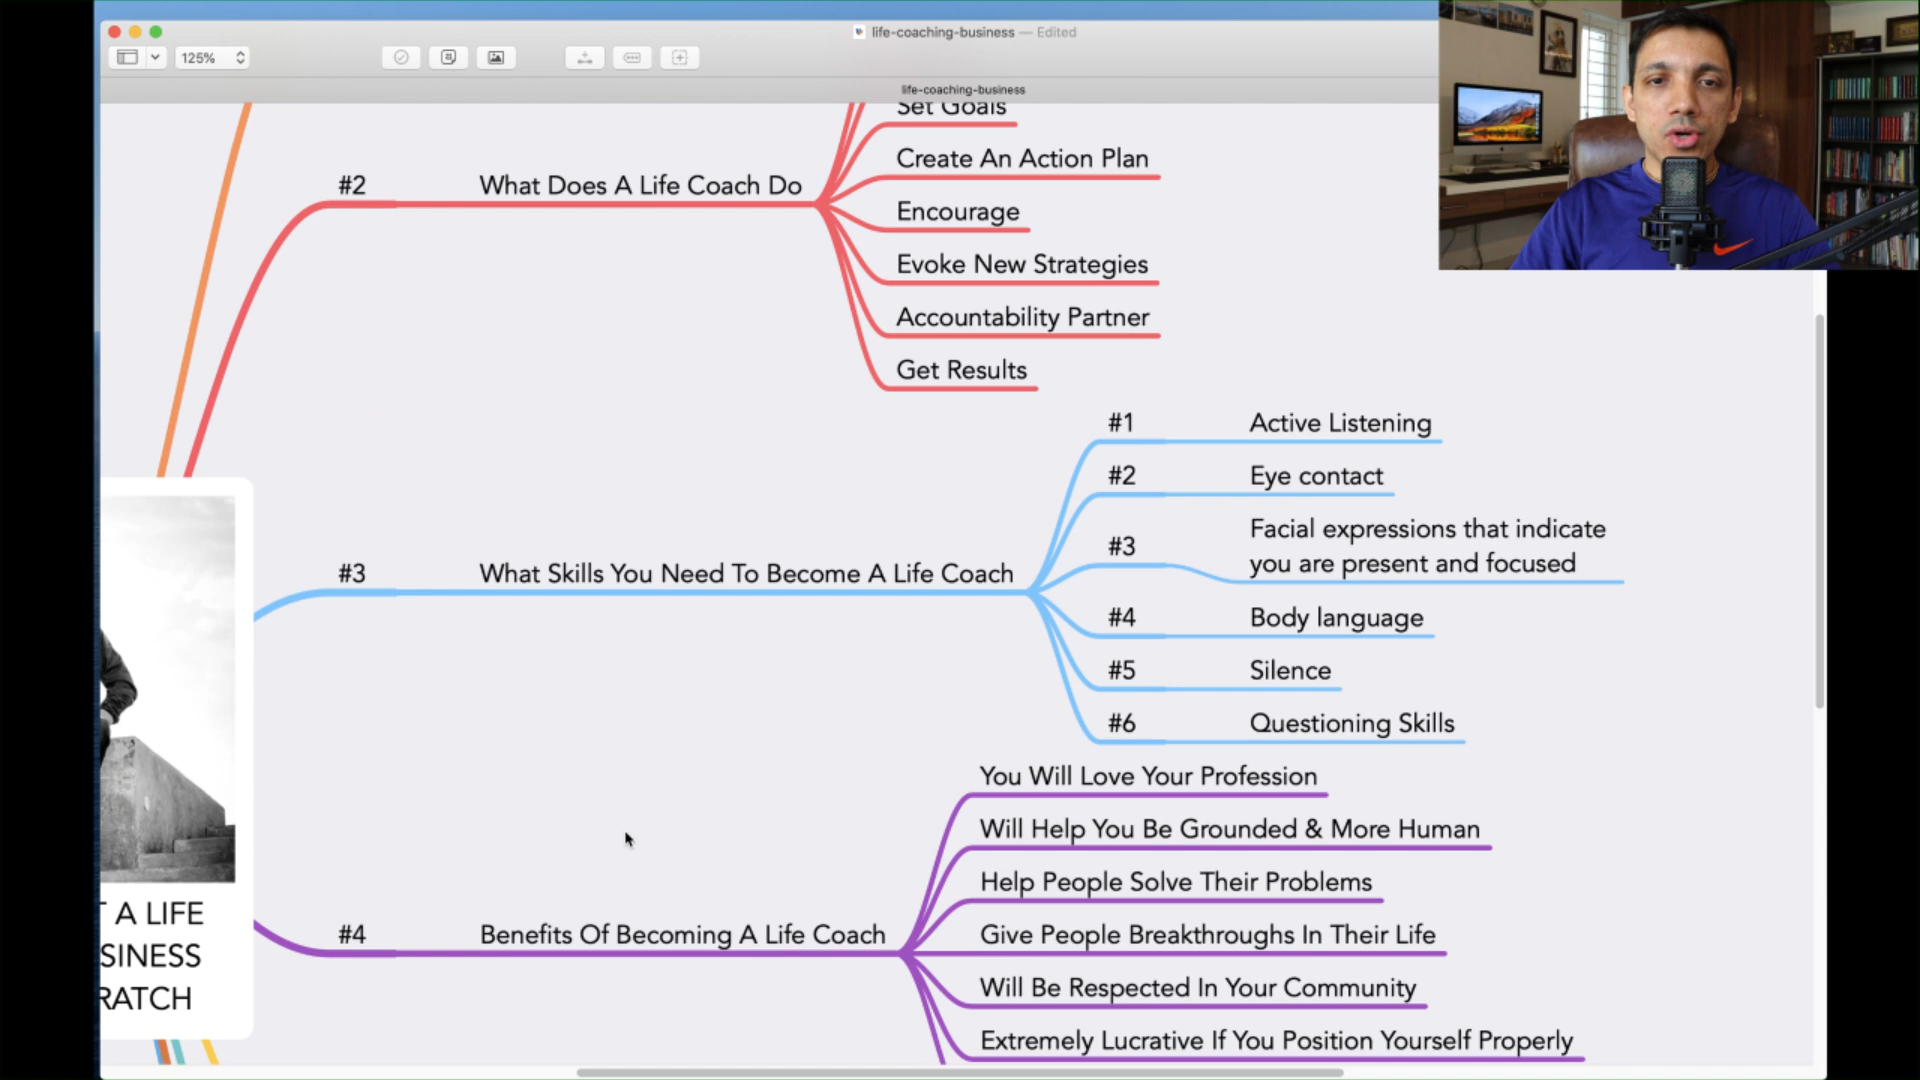 life-coaching-business — Edited
125%
life-coaching-business
Set Goals
Create An Action Plan
#2 What Does A Life Coach Do
Encourage
Evoke New Strategies
Accountability Partner
Get Results
#1 Active Listening
#2 Eye contact
#3 Facial expressions that indicate
you are present and focused
#3 What Skills You Need To Become A Life Coach
#4 Body language
#5 Silence
#6 Questioning Skills
You Will Love Your Profession
Will Help You Be Grounded & More Human
Help People Solve Their Problems
#4 Benefits Of Becoming A Life Coach
Give People Breakthroughs In Their Life
Will Be Respected In Your Community
Extremely Lucrative If You Position Yourself Properly
T A LIFE
SINESS
RATCH